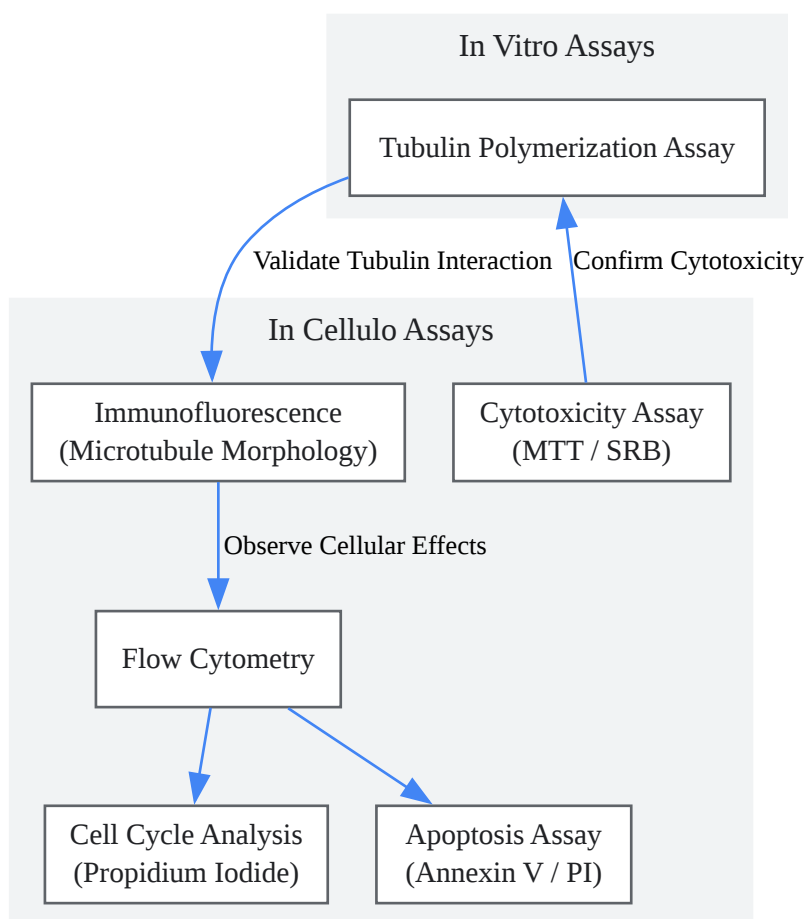 In Vitro Assays
Tubulin Polymerization Assay
Validate Tubulin Interaction
Confirm Cytotoxicity
In Cellulo Assays
Immunofluorescence
(Microtubule Morphology)
Cytotoxicity Assay
(MTT / SRB)
Observe Cellular Effects
Flow Cytometry
Cell Cycle Analysis
(Propidium Iodide)
Apoptosis Assay
(Annexin V / PI)